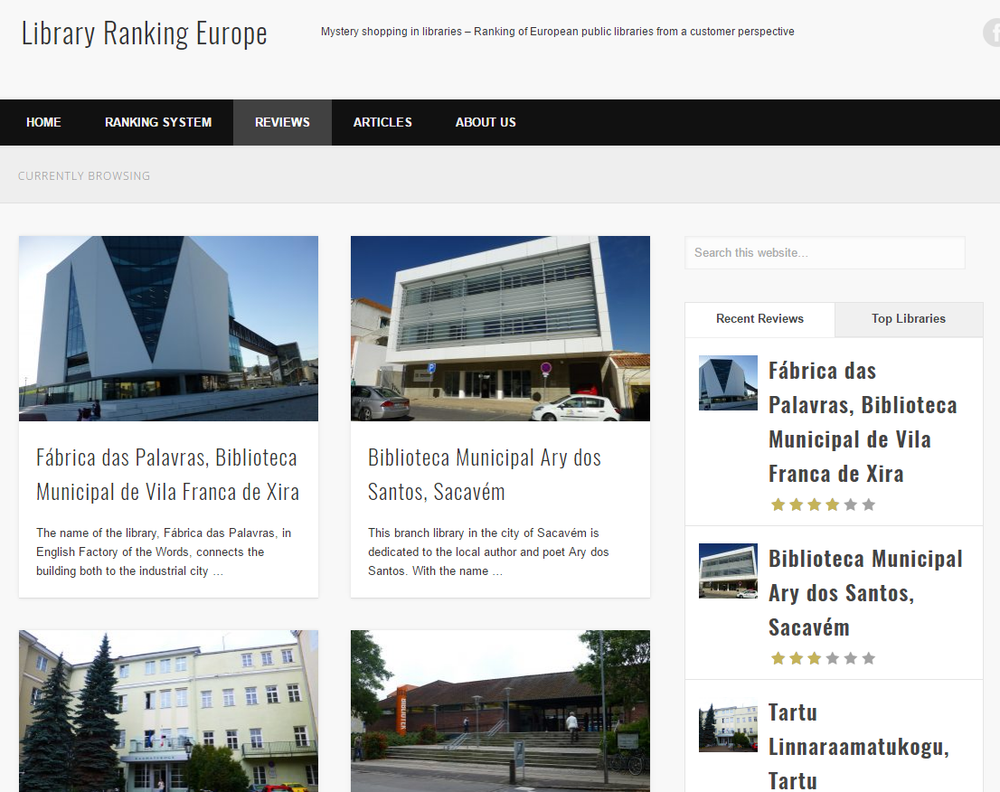 Library Ranking Europe
Mystery shopping in libraries – Ranking of European public libraries from a customer perspective
HOME
RANKING SYSTEM
REVIEWS
ARTICLES
ABOUT US
CURRENTLY BROWSING
Fábrica das Palavras, Biblioteca
Municipal de Vila Franca de Xira
The name of the library, Fábrica das Palavras, in
English Factory of the Words, connects the
building both to the industrial city …
Biblioteca Municipal Ary dos
Santos, Sacavém
This branch library in the city of Sacavém is
dedicated to the local author and poet Ary dos
Santos. With the name …
BIBLIOTEK
Search this website…
Recent Reviews
Top Libraries
Fábrica das
Palavras, Biblioteca
Municipal de Vila
Franca de Xira
Biblioteca Municipal
Ary dos Santos,
Sacavém
Tartu
Linnaraamatukogu,
Tartu